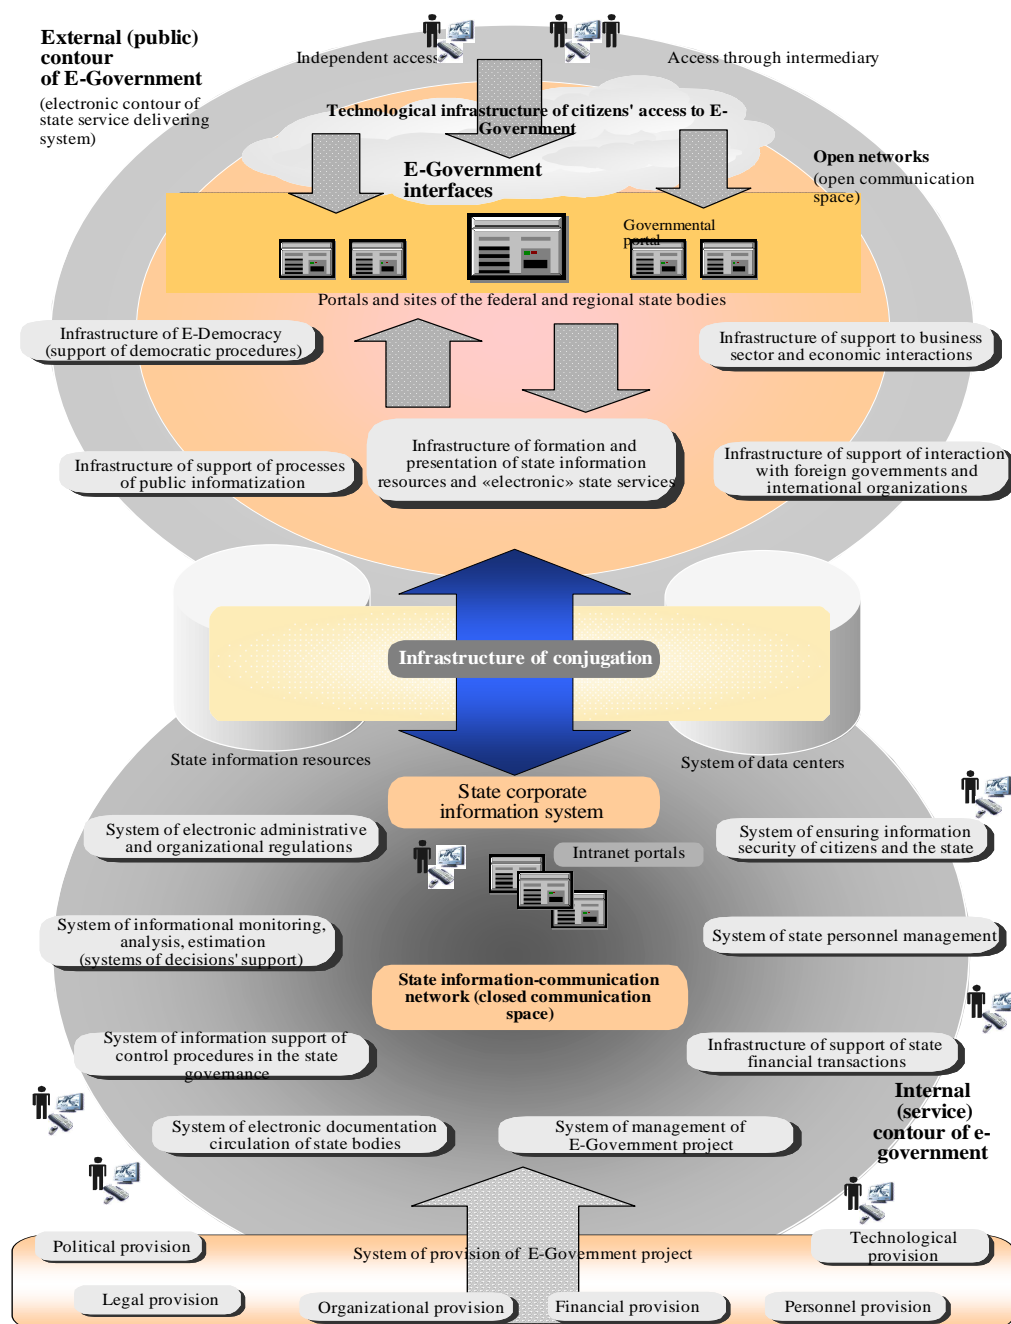 External (public)
contour
of E-Government
(electronic contour of
state service delivering
system)
Independent access
Access through intermediary
Technological infrastructure of citizens' access to E-
Government
E-Government
interfaces
Open networks
(open communication
space)
Governmental
portal
Portals and sites of the federal and regional state bodies
Infrastructure of E-Democracy
(support of democratic procedures)
Infrastructure of support to business
sector and economic interactions
Infrastructure of support of processes
of public informatization
Infrastructure of formation and
presentation of state information
resources and «electronic» state services
Infrastructure of support of interaction
with foreign governments and
international organizations
Infrastructure of conjugation
State information resources
System of data centers
State corporate
information system
System of electronic administrative
and organizational regulations
Intranet portals
System of ensuring information
security of citizens and the state
System of informational monitoring,
analysis, estimation
(systems of decisions' support)
System of state personnel management
State information-communication
network (closed communication
space)
System of information support of
control procedures in the state
governance
Infrastructure of support of state
financial transactions
Internal
(service)
contour of e-
government
System of electronic documentation
circulation of state bodies
System of management of
E-Government project
Political provision
System of provision of E-Government project
Technological
provision
Legal provision
Organizational provision
Financial provision
Personnel provision